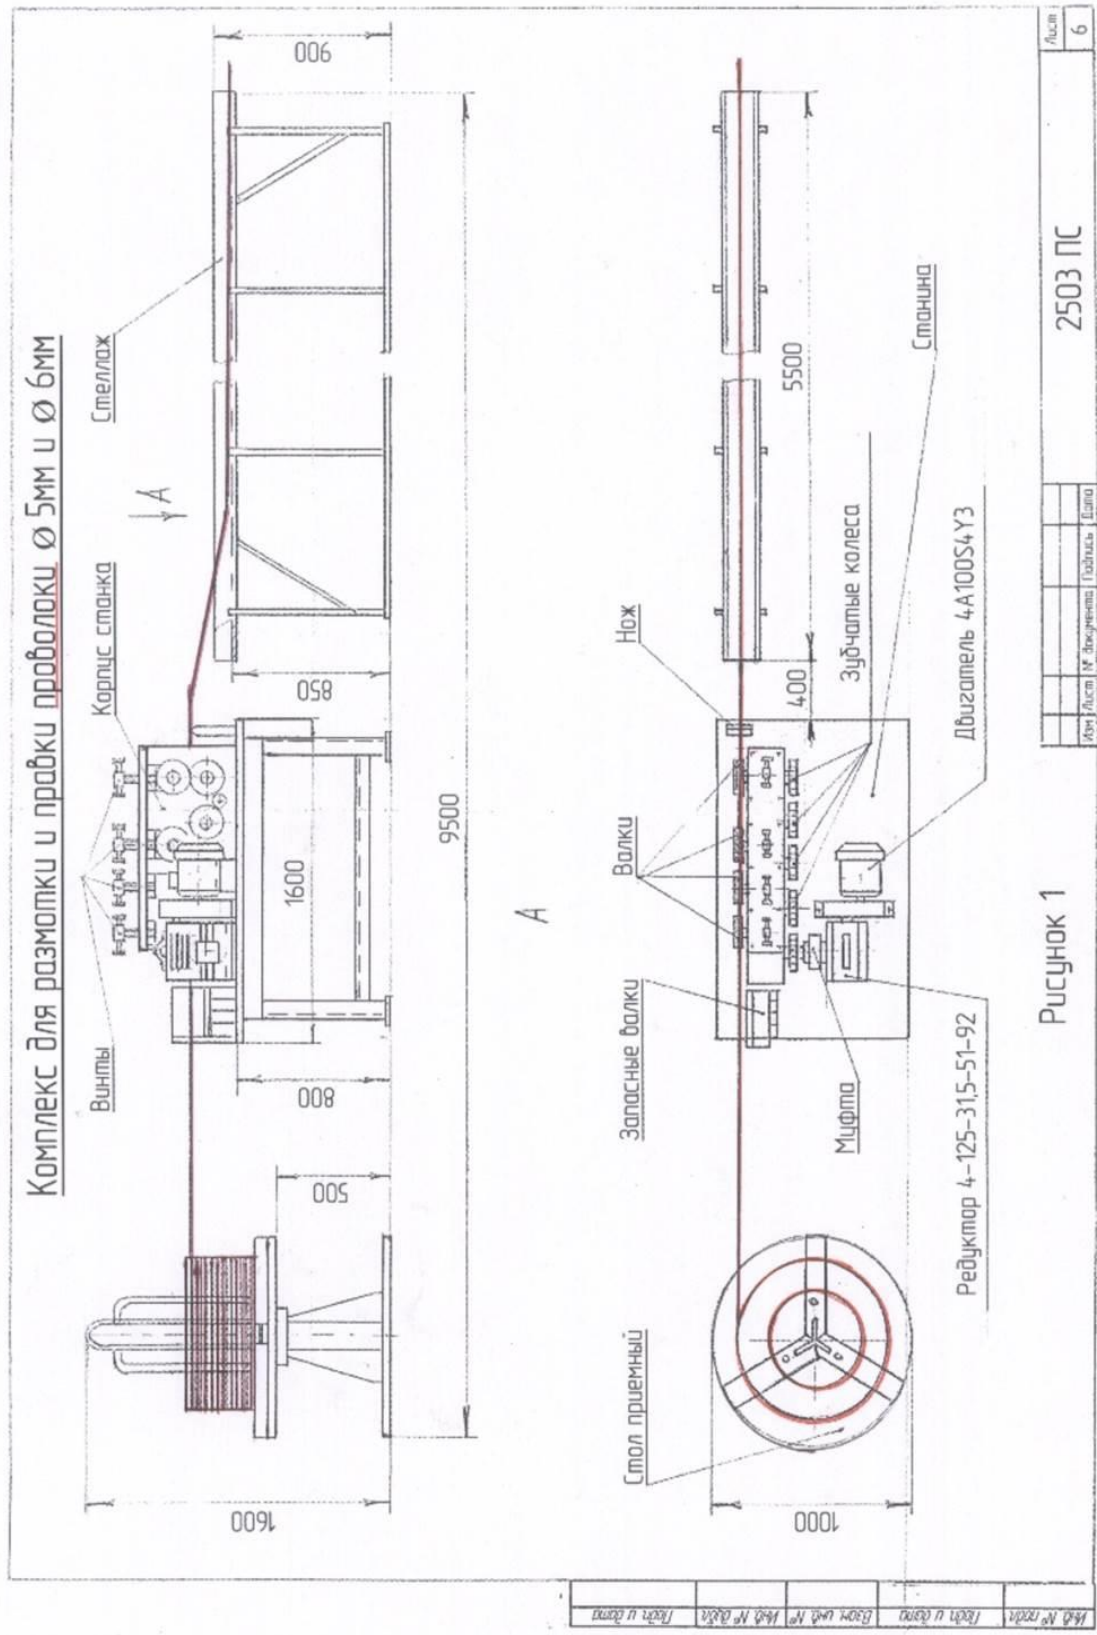 Комплекс для размотки и правки проволоки Ø 5мм и Ø 6мм
Винты
Корпус станка
Стеллаж
А
1600
500
800
1600
850
900
9500
А
Стол приемный
Запасные валки
Валки
Нож
1000
400
5500
Муфта
Зубчатые колеса
Станина
Редуктор 4-125-31,5-51-92
Двигатель 4А100S4У3
Рисунок 1
2503 ПС
Лист
6
Изм Лист № документа Подпись Дата
Инв. № подл. Подп. и дата Взам. инв. № Инв. № дубл. Подп. и дата